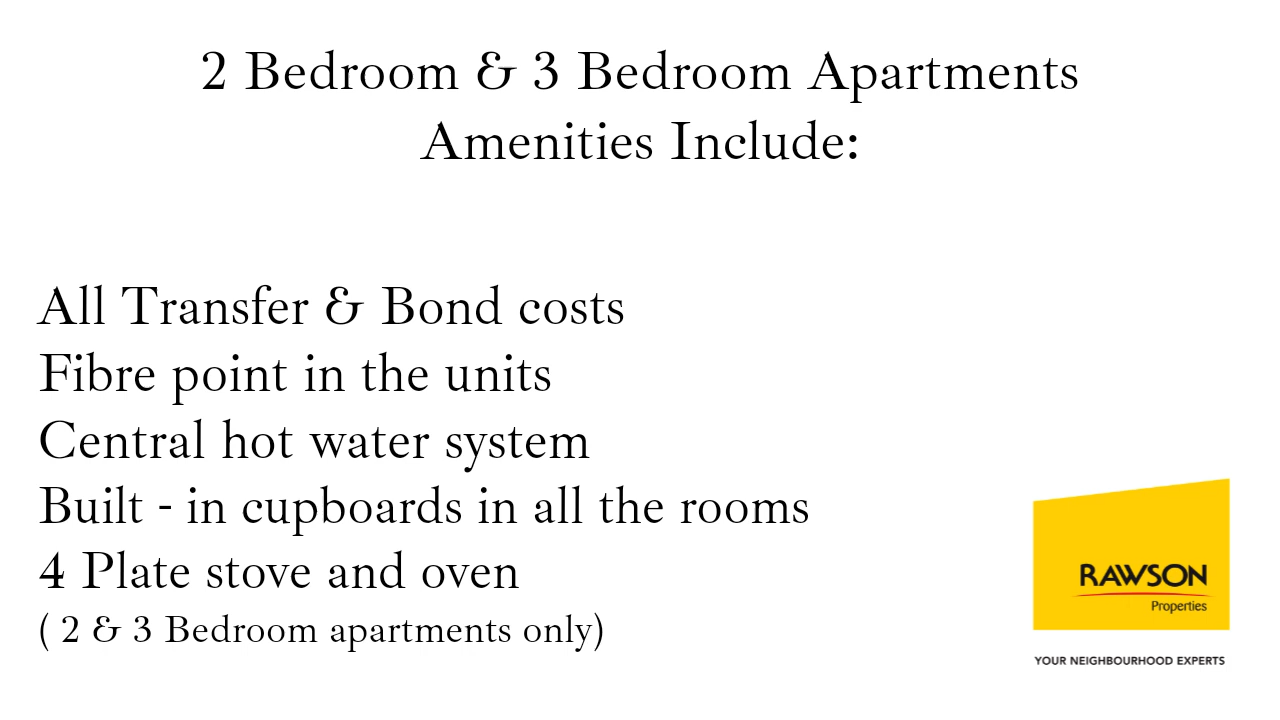 2 Bedroom & 3 Bedroom Apartments
Amenities Include:
All Transfer & Bond costs
Fibre point in the units
Central hot water system
Built - in cupboards in all the rooms
4 Plate stove and oven
( 2 & 3 Bedroom apartments only)
RAWSON
Properties
YOUR NEIGHBOURHOOD EXPERTS